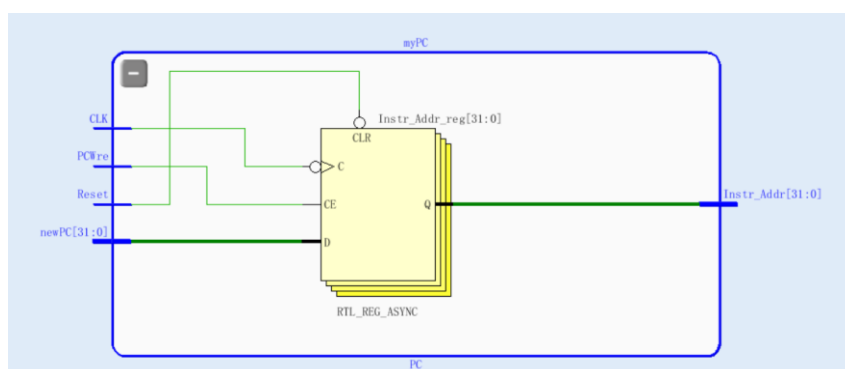 myPC
CLK
PCWre
Reset
newPC[31:0]
Instr_Addr_reg[31:0]
CLR
C
CE
D
Q
RTL_REG_ASYNC
Instr_Addr[31:0]
PC